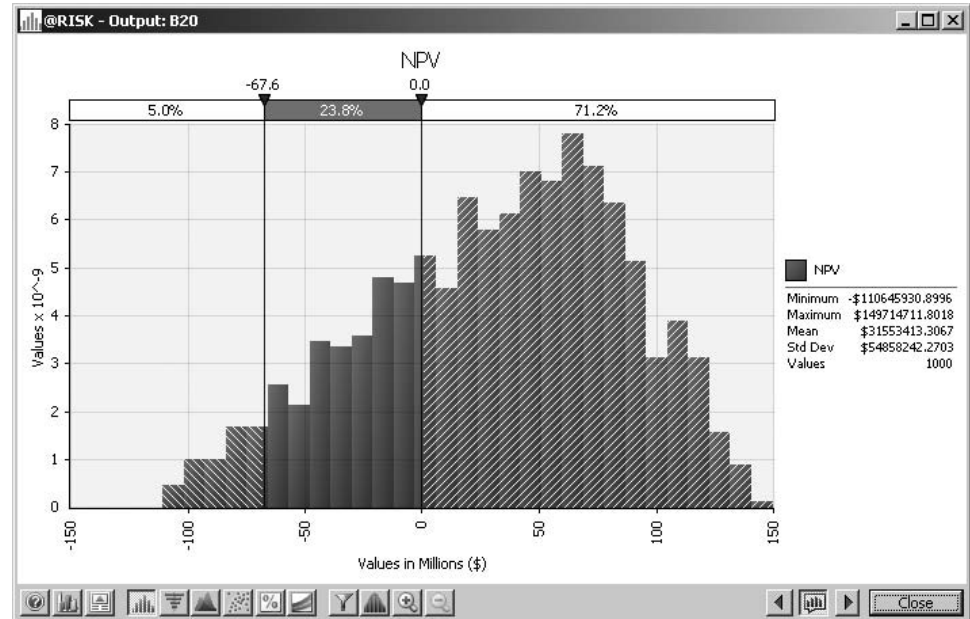 @RISK - Output: B20
NPV
-67.6 0.0
5.0% 23.8% 71.2%
8
7
6
5
4
3
2
1
0
Values x 10^-9
-150 -100 -50 0 50 100 150
Values in Millions ($)
NPV
Minimum -$110645930.8996
Maximum $149714711.8018
Mean $31553413.3067
Std Dev $54858242.2703
Values 1000
Close